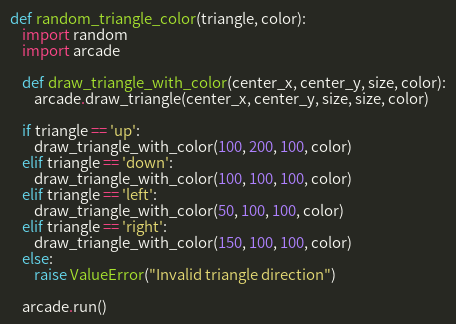 def random_triangle_color(triangle, color):
    import random
    import arcade

    def draw_triangle_with_color(center_x, center_y, size, color):
        arcade.draw_triangle(center_x, center_y, size, size, color)

    if triangle == 'up':
        draw_triangle_with_color(100, 200, 100, color)
    elif triangle == 'down':
        draw_triangle_with_color(100, 100, 100, color)
    elif triangle == 'left':
        draw_triangle_with_color(50, 100, 100, color)
    elif triangle == 'right':
        draw_triangle_with_color(150, 100, 100, color)
    else:
        raise ValueError("Invalid triangle direction")

    arcade.run()